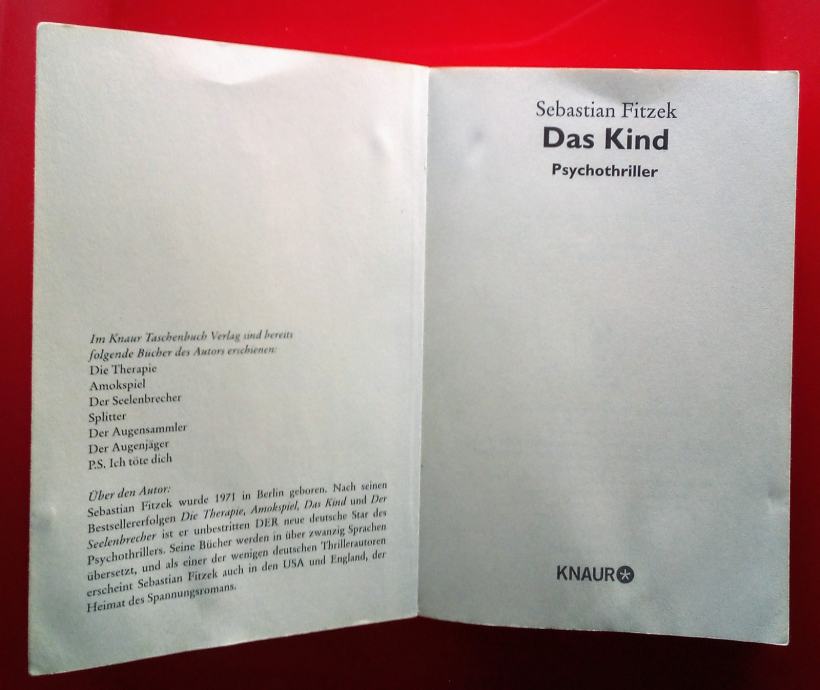 Im Knaur Taschenbuch Verlag sind bereits
folgende Bücher des Autors erschienen:
Die Therapie
Amokspiel
Der Seelenbrecher
Splitter
Der Augensammler
Der Augenjäger
P.S. Ich töte dich
Über den Autor:
Sebastian Fitzek wurde 1971 in Berlin geboren. Nach seinen
Bestsellererfolgen Die Therapie, Amokspiel, Das Kind und Der
Seelenbrecher ist er unbestritten DER neue deutsche Star des
Psychothrillers. Seine Bücher werden in über zwanzig Sprachen
übersetzt, und als einer der wenigen deutschen Thrillerautoren
erscheint Sebastian Fitzek auch in den USA und England, der
Heimat des Spannungsromans.
Sebastian Fitzek
Das Kind
Psychothriller
KNAUR